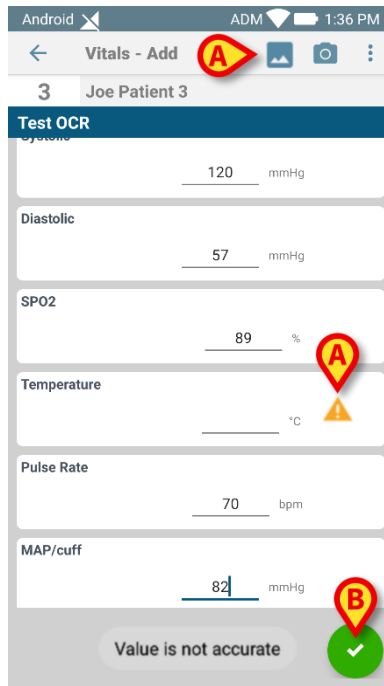 Android ADM 1:36 PM
Vitals - Add A
3 Joe Patient 3
Test OCR
Systolic
120 mmHg
Diastolic
57 mmHg
SPO2
89 %
A
Temperature
°C
Pulse Rate
70 bpm
MAP/cuff
82 mmHg
B
Value is not accurate